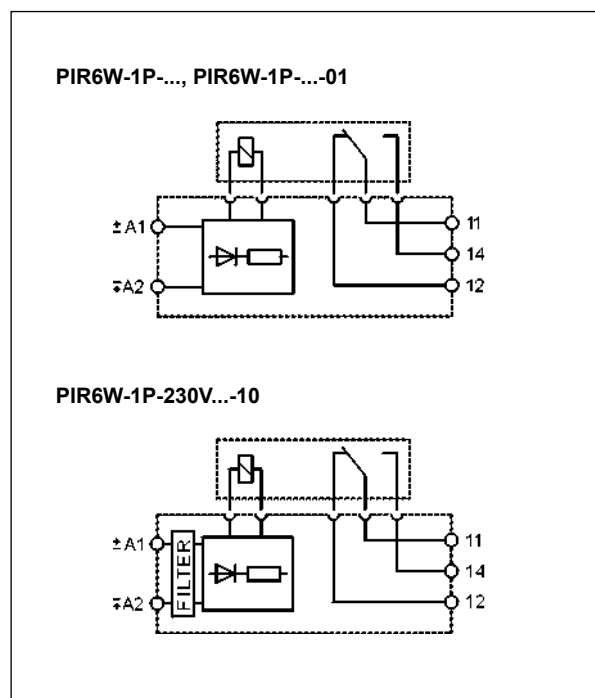 PIR6W-1P-..., PIR6W-1P-...-01
± A1
11
14
∓A2
12
PIR6W-1P-230V...-10
± A1
FILTER
11
14
∓A2
12